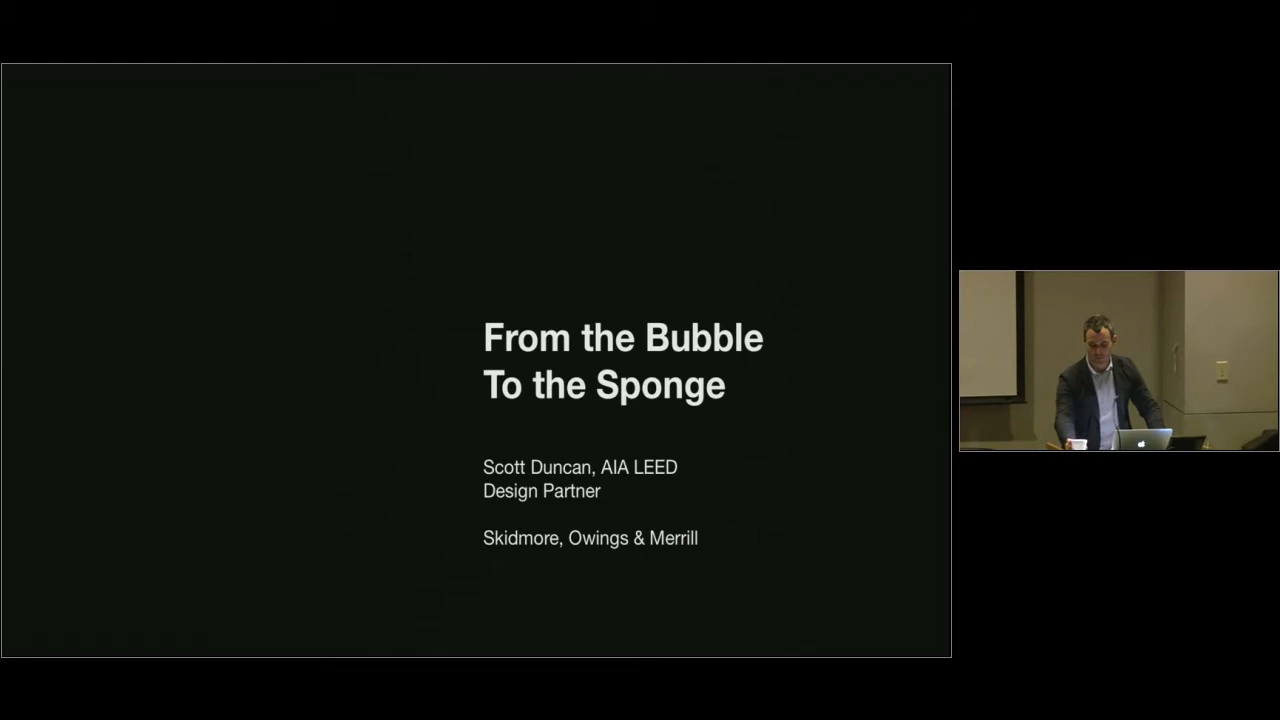 From the Bubble
To the Sponge
Scott Duncan, AIA LEED
Design Partner
Skidmore, Owings & Merrill